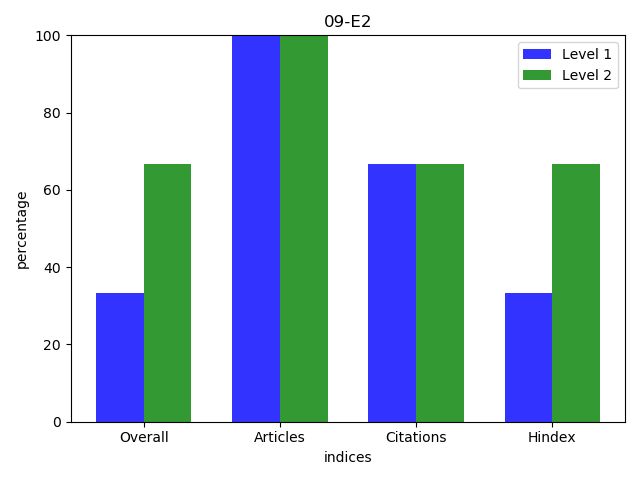 09-E2
Level 1
Level 2
percentage
100
80
60
40
20
0
Overall
Articles
Citations
Hindex
indices